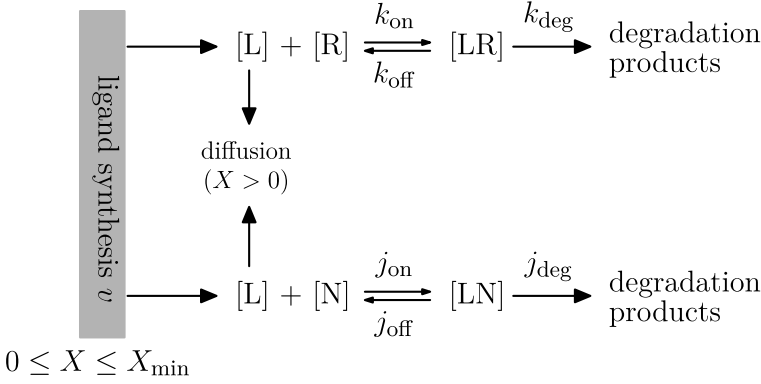 k_on
[L] + [R]
k_off
[LR]
k_deg
degradation
products
ligand synthesis v
diffusion
(X > 0)
j_on
[L] + [N]
j_off
[LN]
j_deg
degradation
products
0 ≤ X ≤ X_min